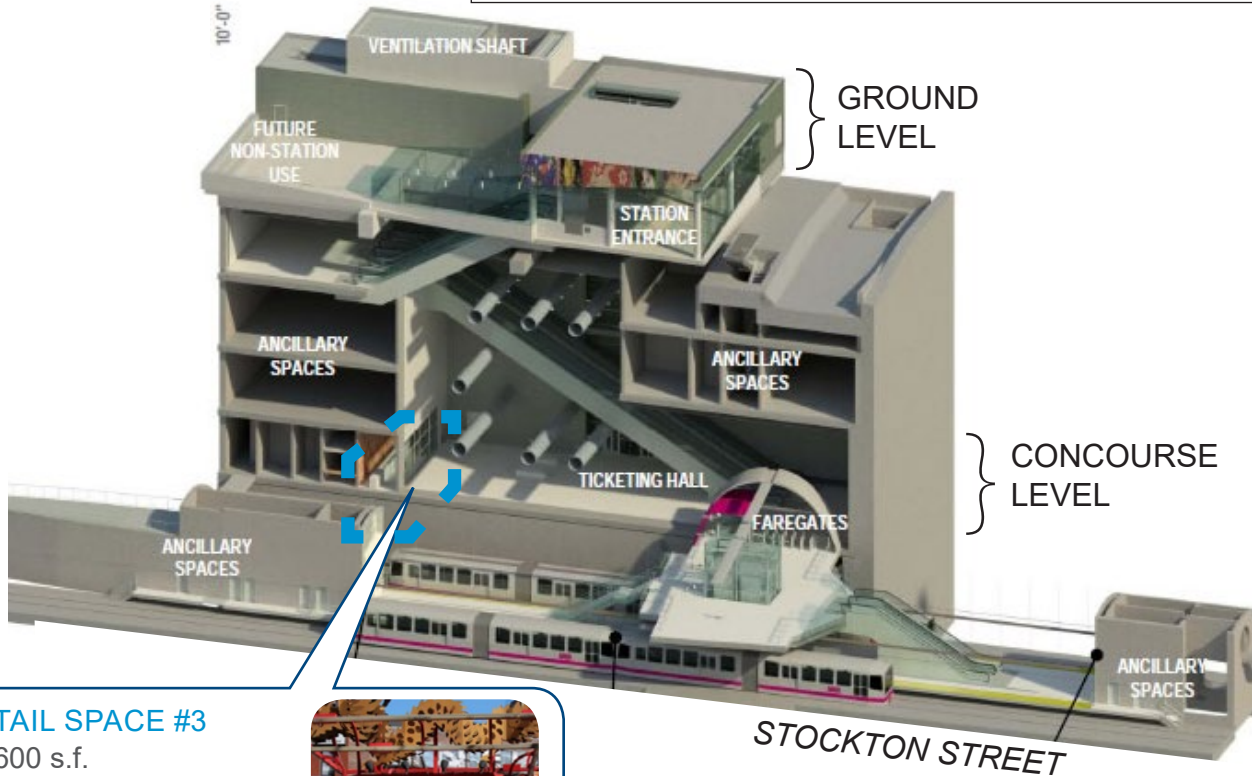 10'-0"
VENTILATION SHAFT
GROUND
LEVEL
FUTURE
NON-STATION
USE
STATION
ENTRANCE
ANCILLARY
SPACES
ANCILLARY
SPACES
CONCOURSE
LEVEL
TICKETING HALL
FAREGATES
ANCILLARY
SPACES
ANCILLARY
SPACES
STOCKTON STREET
TAIL SPACE #3
600 s.f.